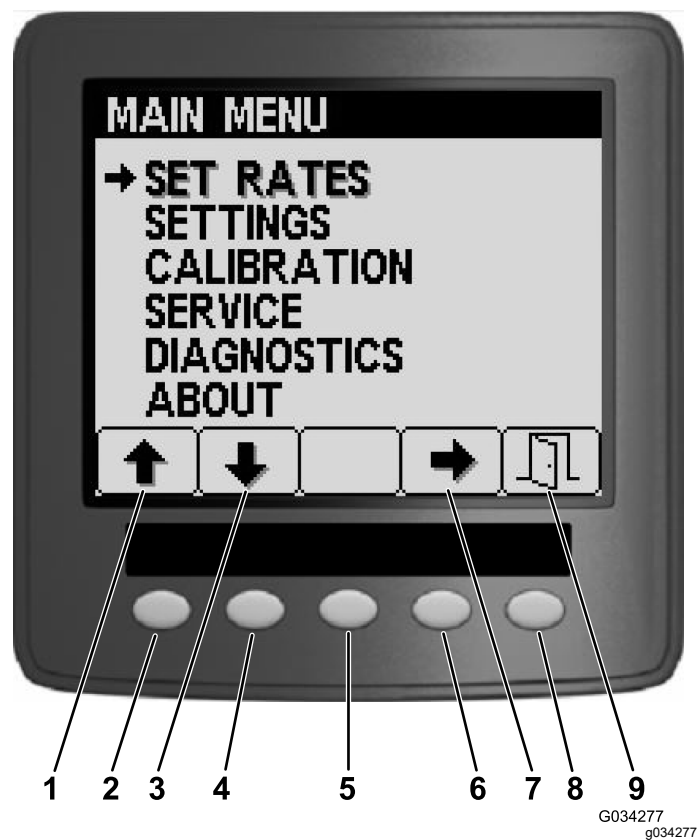 MAIN MENU
SET RATES
SETTINGS
CALIBRATION
SERVICE
DIAGNOSTICS
ABOUT
1 2 3 4 5 6 7 8 9
G034277
g034277